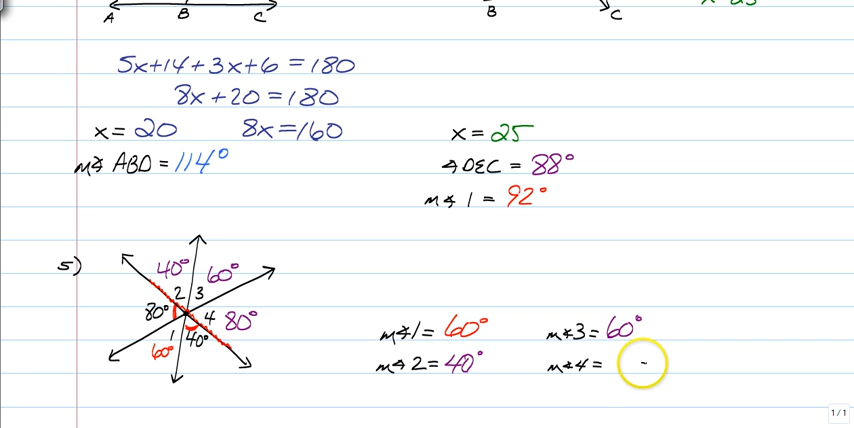 A B C
B C
5x+14+3x+6=180
8x+20=180
x=20 8x=160
x=25
m∡ABD=114°
∡DEC=88°
m∡1=92°
5)
40° 60°
2 3
80° 4 80°
1 40°
60°
m∡1=60° m∡3=60°
m∡2=40° m∡4=
1/1